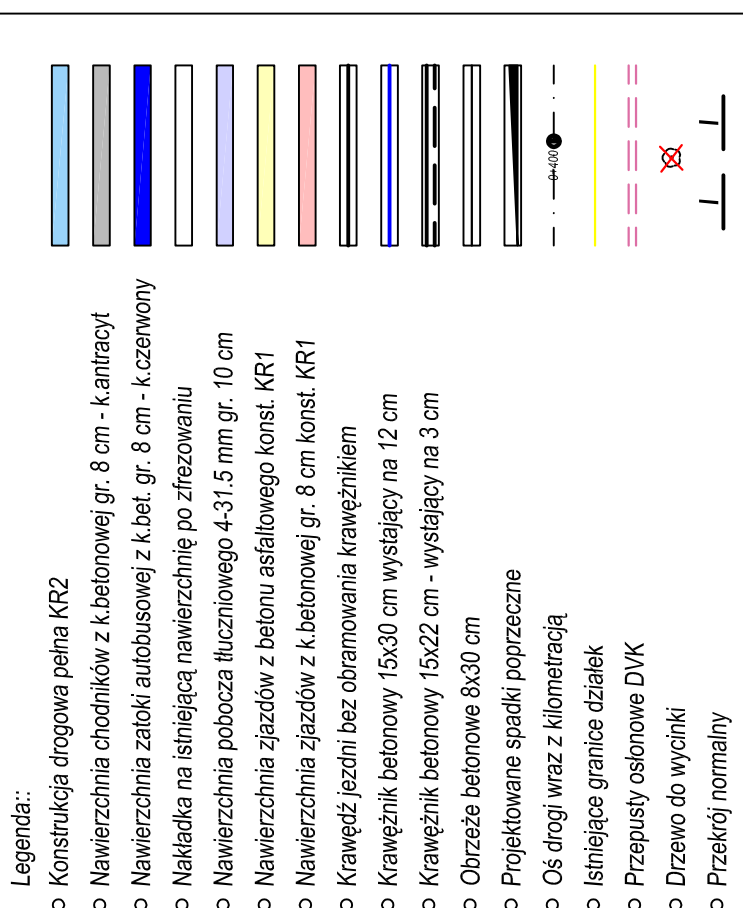 Legenda::
o Konstrukcja drogowa pełna KR2
o Nawierzchnia chodników z k.betonowej gr. 8 cm - k.antracyt
o Nawierzchnia zatoki autobusowej z k.bet. gr. 8 cm - k.czerwony
o Nakładka na istniejącą nawierzchnię po zfrezowaniu
o Nawierzchnia pobocza tłuczniowego 4-31.5 mm gr. 10 cm
o Nawierzchnia zjazdów z betonu asfaltowego konst. KR1
o Nawierzchnia zjazdów z k.betonowej gr. 8 cm konst. KR1
o Krawędź jezdni bez obramowania krawężnikiem
o Krawężnik betonowy 15x30 cm wystający na 12 cm
o Krawężnik betonowy 15x22 cm - wystający na 3 cm
o Obrzeże betonowe 8x30 cm
o Projektowane spadki poprzeczne
o Oś drogi wraz z kilometracją
0+400
o Istniejące granice działek
o Przepusty osłonowe DVK
o Drzewo do wycinki
o Przekrój normalny